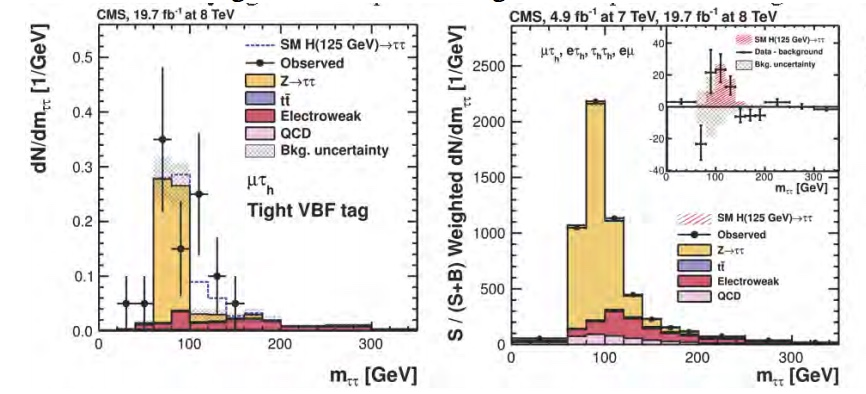 CMS, 19.7 fb⁻¹ at 8 TeV
dN/dmττ [1/GeV]
0.5
0.4
0.3
0.2
0.1
0.0
SM H(125 GeV)→ττ
Observed
Z→ττ
tt̄
Electroweak
QCD
Bkg. uncertainty
μτh
Tight VBF tag
0 100 200 300
mττ [GeV]
CMS, 4.9 fb⁻¹ at 7 TeV, 19.7 fb⁻¹ at 8 TeV
S / (S+B) Weighted dN/dmττ [1/GeV]
2500
2000
1500
1000
500
0
μτh, eτh, τhτh, eμ
40
20
0
-20
-40
SM H(125 GeV)→ττ
Data - background
Bkg. uncertainty
0 100 200 300
mττ [GeV]
SM H(125 GeV)→ττ
Observed
Z→ττ
tt̄
Electroweak
QCD
0 100 200 300
mττ [GeV]